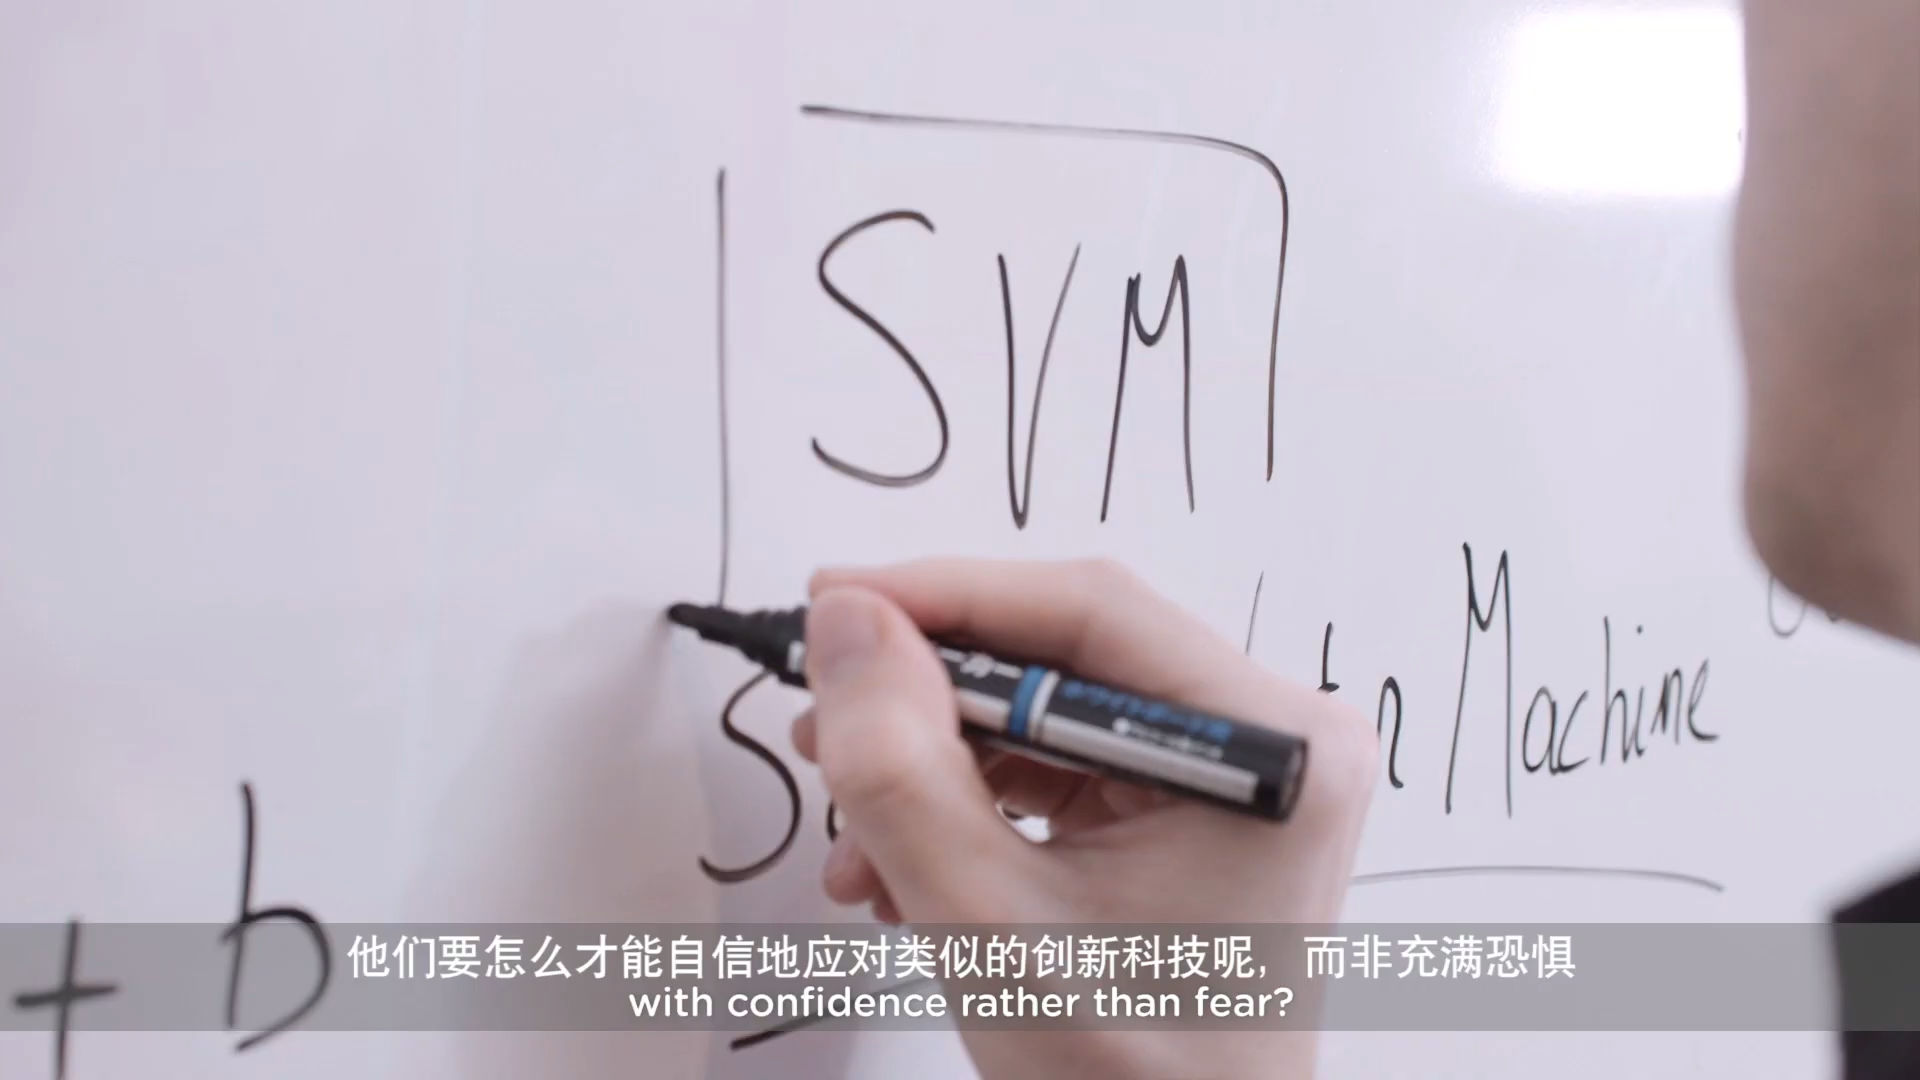 SVM
Machine
+ b
他们要怎么才能自信地应对类似的创新科技呢，而非充满恐惧
with confidence rather than fear?